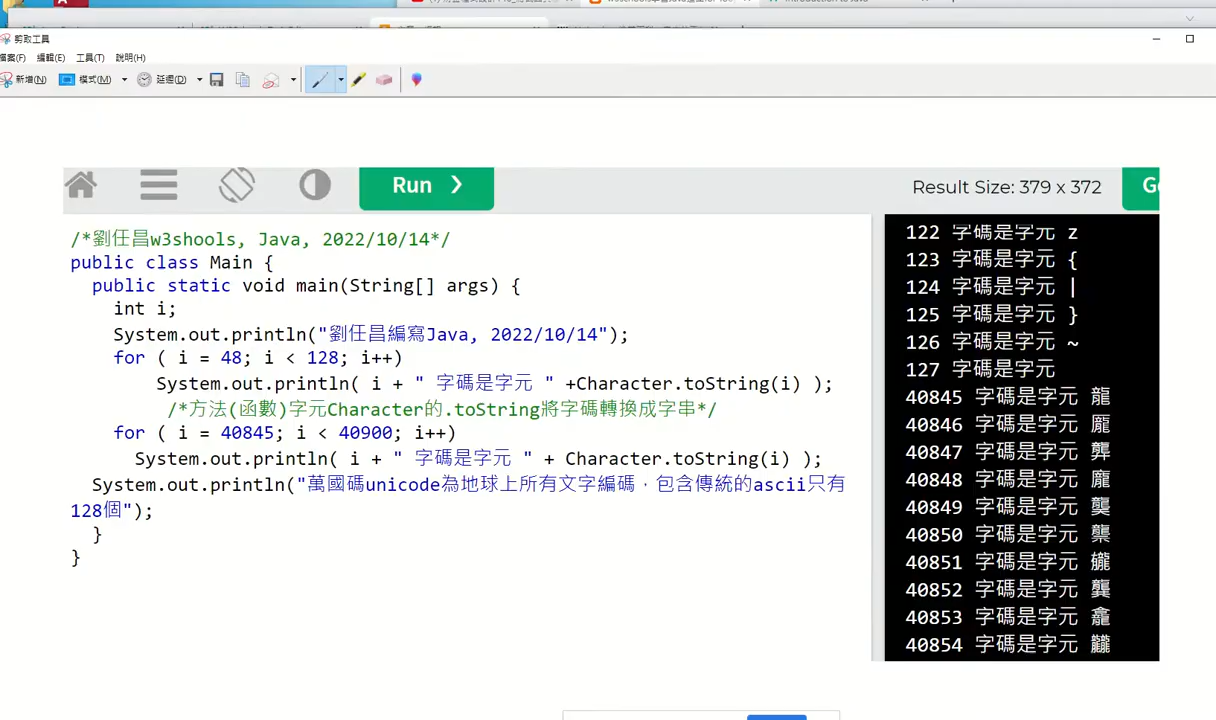 剪取工具
檔案(F) 編輯(E) 工具(T) 說明(H)
新增(N) 模式(M) 延遲(D)
Run ❯
Result Size: 379 x 372
/*劉任昌w3shools, Java, 2022/10/14*/
public class Main {
public static void main(String[] args) {
int i;
System.out.println("劉任昌編寫Java, 2022/10/14");
for ( i = 48; i < 128; i++)
System.out.println( i + " 字碼是字元 " +Character.toString(i) );
/*方法(函數)字元Character的.toString將字碼轉換成字串*/
for ( i = 40845; i < 40900; i++)
System.out.println( i + " 字碼是字元 " + Character.toString(i) );
System.out.println("萬國碼unicode為地球上所有文字編碼，包含傳統的ascii只有
128個");
}
}
122 字碼是字元 z
123 字碼是字元 {
124 字碼是字元 |
125 字碼是字元 }
126 字碼是字元 ~
127 字碼是字元
40845 字碼是字元 龍
40846 字碼是字元 龎
40847 字碼是字元 龏
40848 字碼是字元 龐
40849 字碼是字元 龑
40850 字碼是字元 龒
40851 字碼是字元 龓
40852 字碼是字元 龔
40853 字碼是字元 龕
40854 字碼是字元 龖